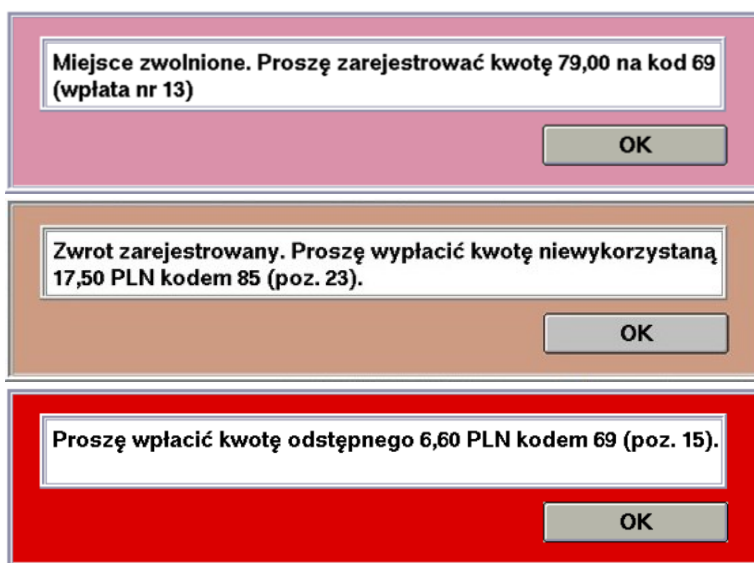 Miejsce zwolnione. Proszę zarejestrować kwotę 79,00 na kod 69
(wpłata nr 13)
OK
Zwrot zarejestrowany. Proszę wypłacić kwotę niewykorzystaną
17,50 PLN kodem 85 (poz. 23).
OK
Proszę wpłacić kwotę odstępnego 6,60 PLN kodem 69 (poz. 15).
OK